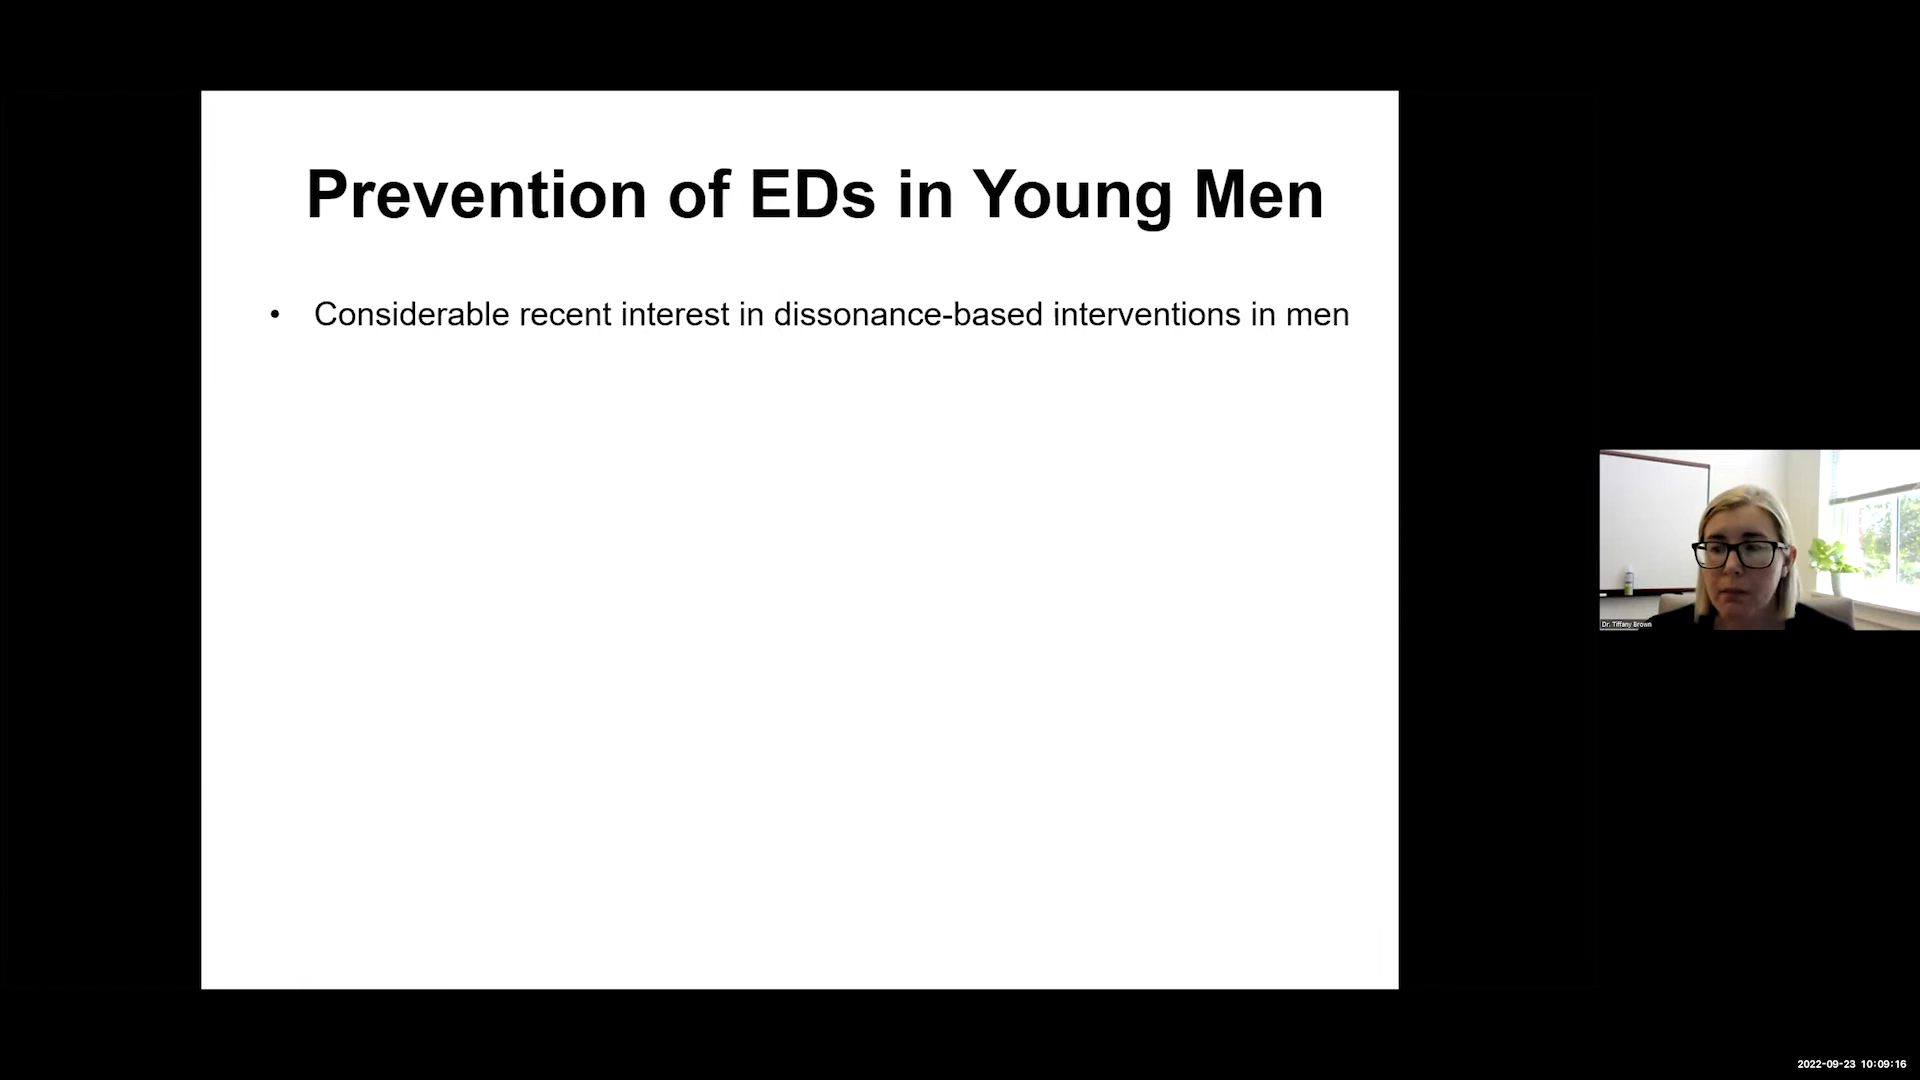 Prevention of EDs in Young Men
• Considerable recent interest in dissonance-based interventions in men
Dr. Tiffany Brown
2022-09-23 10:09:16